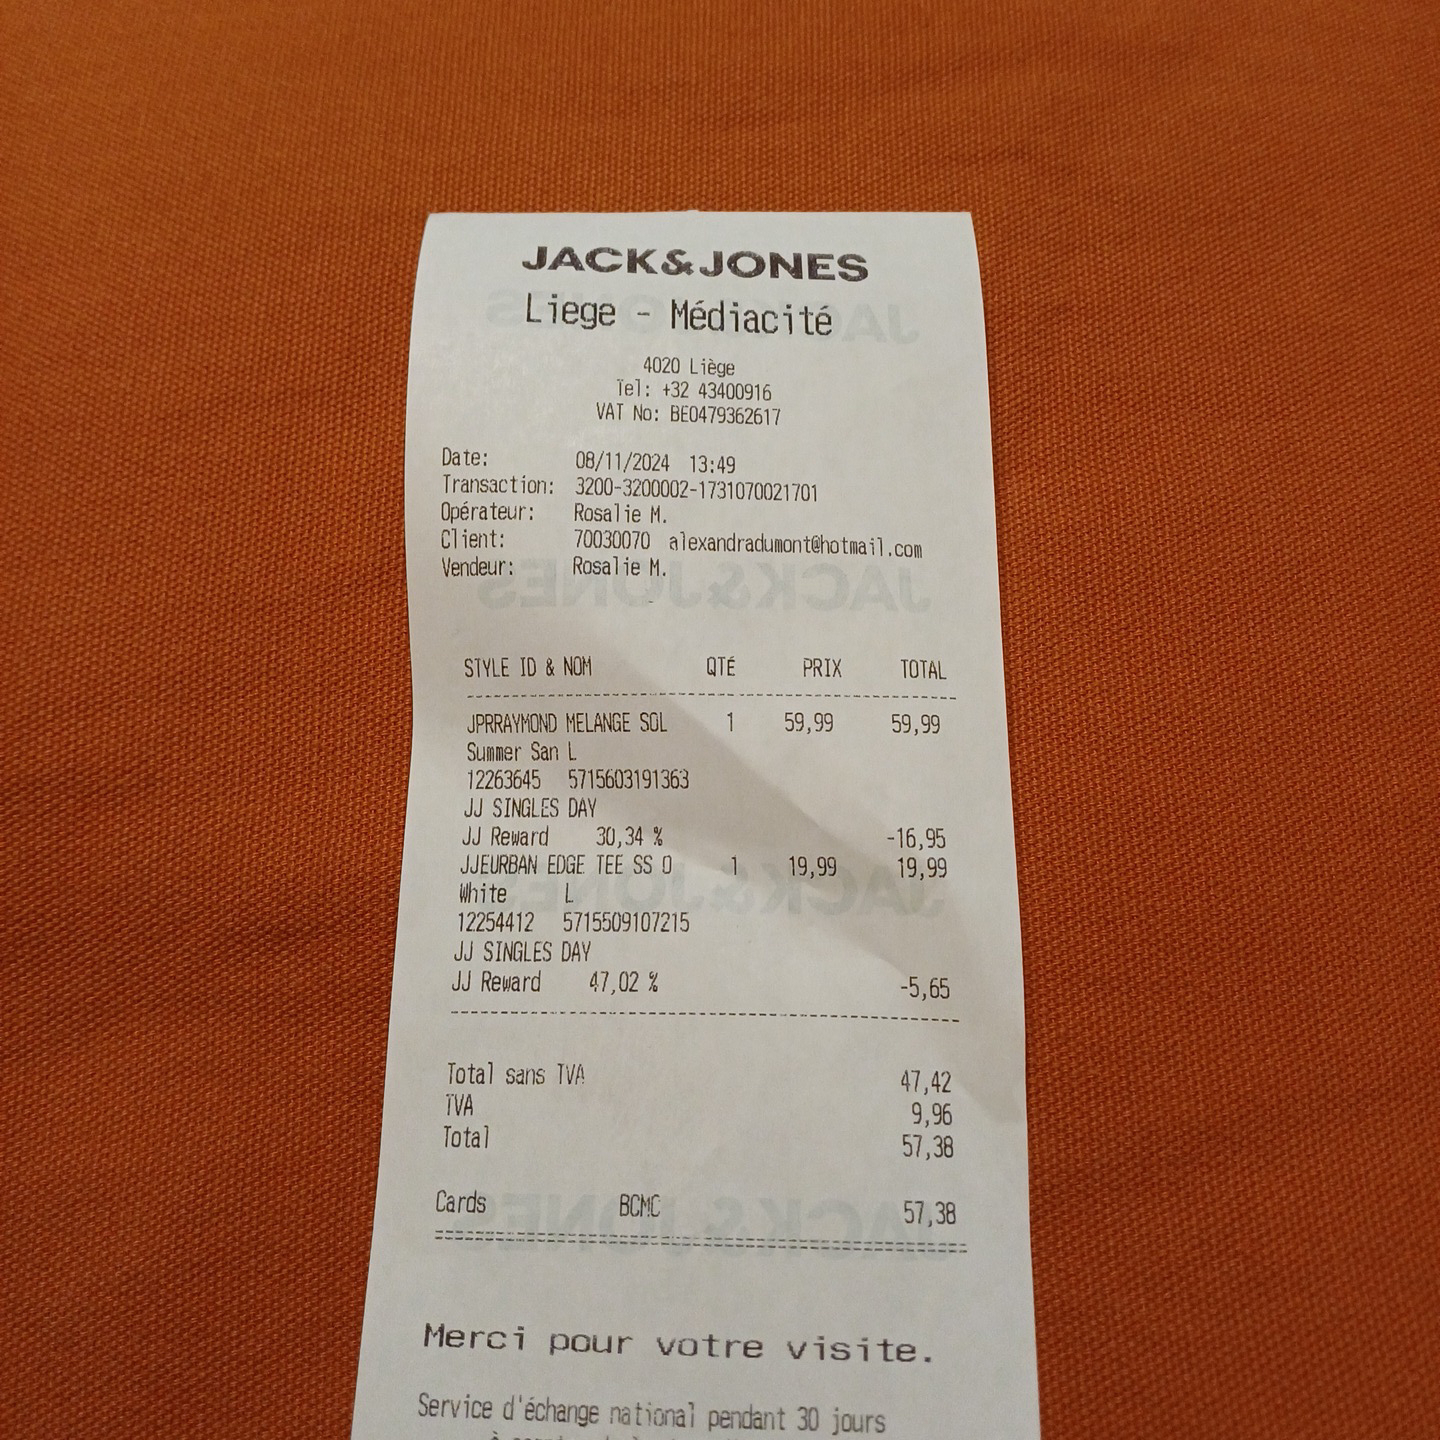 JACK&JONES
Liege - Médiacité
4020 Liège
Tel: +32 43400916
VAT No: BE0479362617
Date: 08/11/2024 13:49
Transaction: 3200-3200002-1731070021701
Opérateur: Rosalie M.
Client: 70030070 alexandradumont@hotmail.com
Vendeur: Rosalie M.
STYLE ID & NOM QTÉ PRIX TOTAL
JPRRAYMOND MELANGE SOL 1 59,99 59,99
Summer San L
12263645 5715603191363
JJ SINGLES DAY
JJ Reward 30,34 % -16,95
JJEURBAN EDGE TEE SS O 1 19,99 19,99
White L
12254412 5715509107215
JJ SINGLES DAY
JJ Reward 47,02 % -5,65
Total sans TVA 47,42
TVA 9,96
Total 57,38
Cards BCMC 57,38
Merci pour votre visite.
Service d'échange national pendant 30 jours